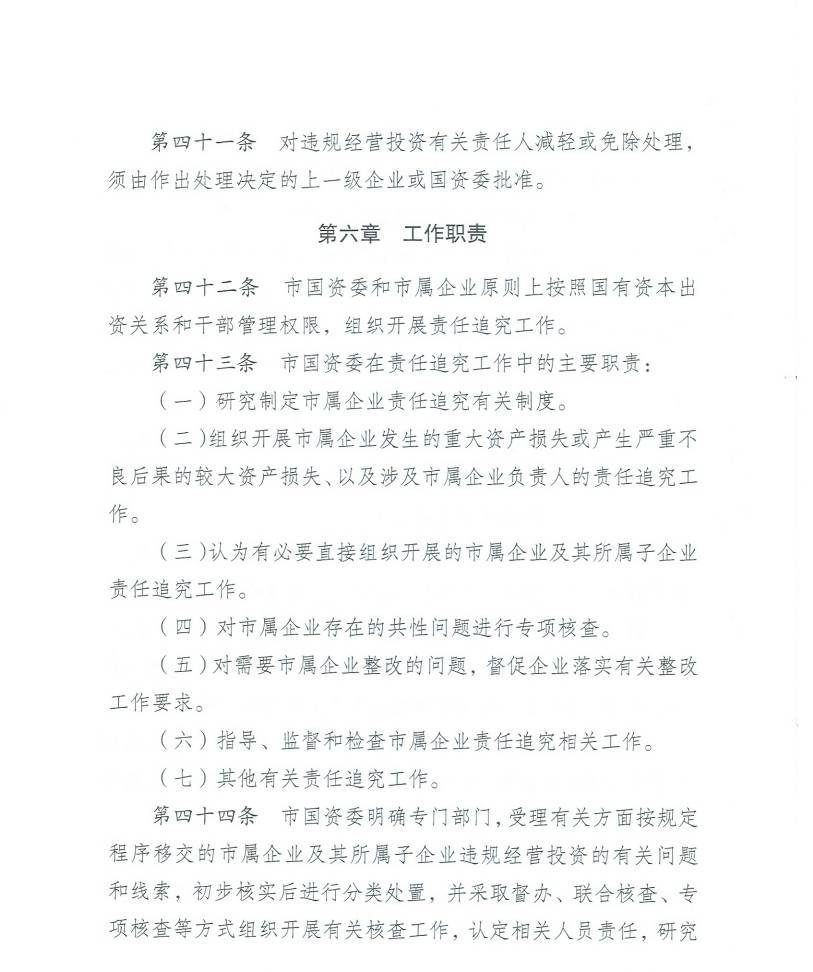 第四十一条　对违规经营投资有关责任人减轻或免除处理，
须由作出处理决定的上一级企业或国资委批准。
第六章　工作职责
第四十二条　市国资委和市属企业原则上按照国有资本出
资关系和干部管理权限，组织开展责任追究工作。
第四十三条　市国资委在责任追究工作中的主要职责：
（一）研究制定市属企业责任追究有关制度。
（二）组织开展市属企业发生的重大资产损失或产生严重不
良后果的较大资产损失、以及涉及市属企业负责人的责任追究工
作。
（三）认为有必要直接组织开展的市属企业及其所属子企业
责任追究工作。
（四）对市属企业存在的共性问题进行专项核查。
（五）对需要市属企业整改的问题，督促企业落实有关整改
工作要求。
（六）指导、监督和检查市属企业责任追究相关工作。
（七）其他有关责任追究工作。
第四十四条　市国资委明确专门部门，受理有关方面按规定
程序移交的市属企业及其所属子企业违规经营投资的有关问题
和线索，初步核实后进行分类处置，并采取督办、联合核查、专
项核查等方式组织开展有关核查工作，认定相关人员责任，研究